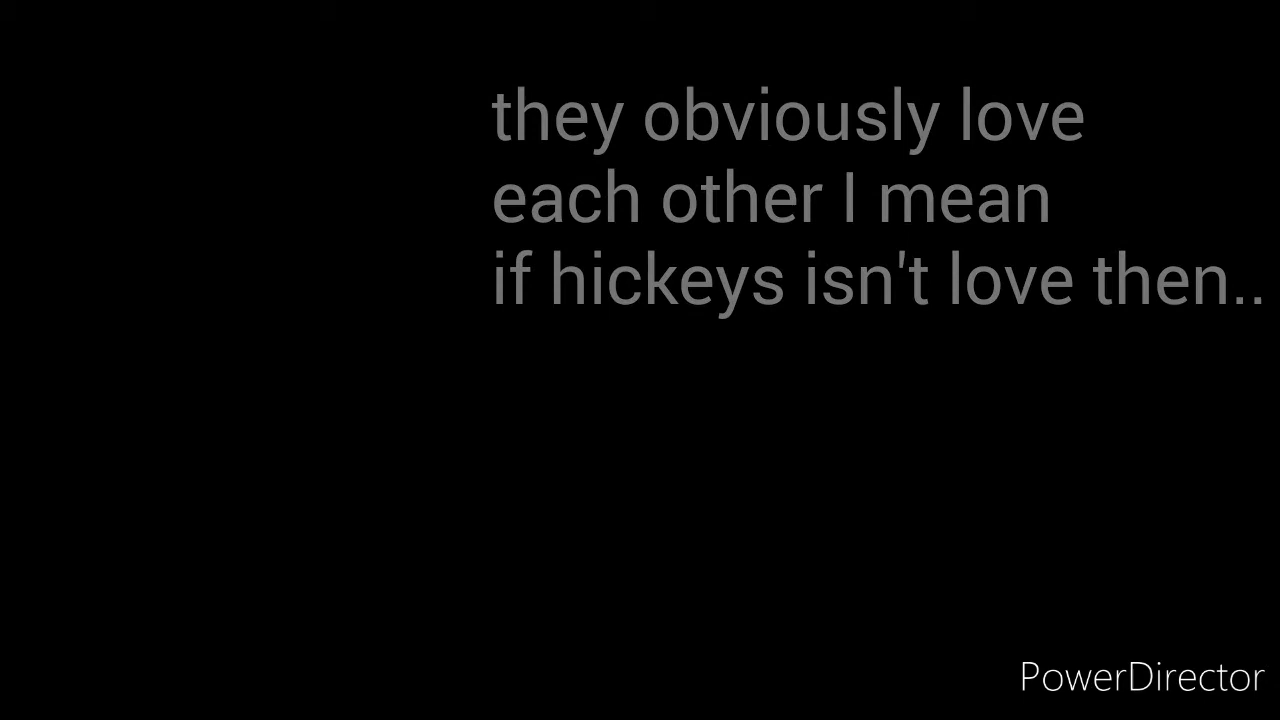 they obviously love
each other I mean
if hickeys isn't love then..
PowerDirector